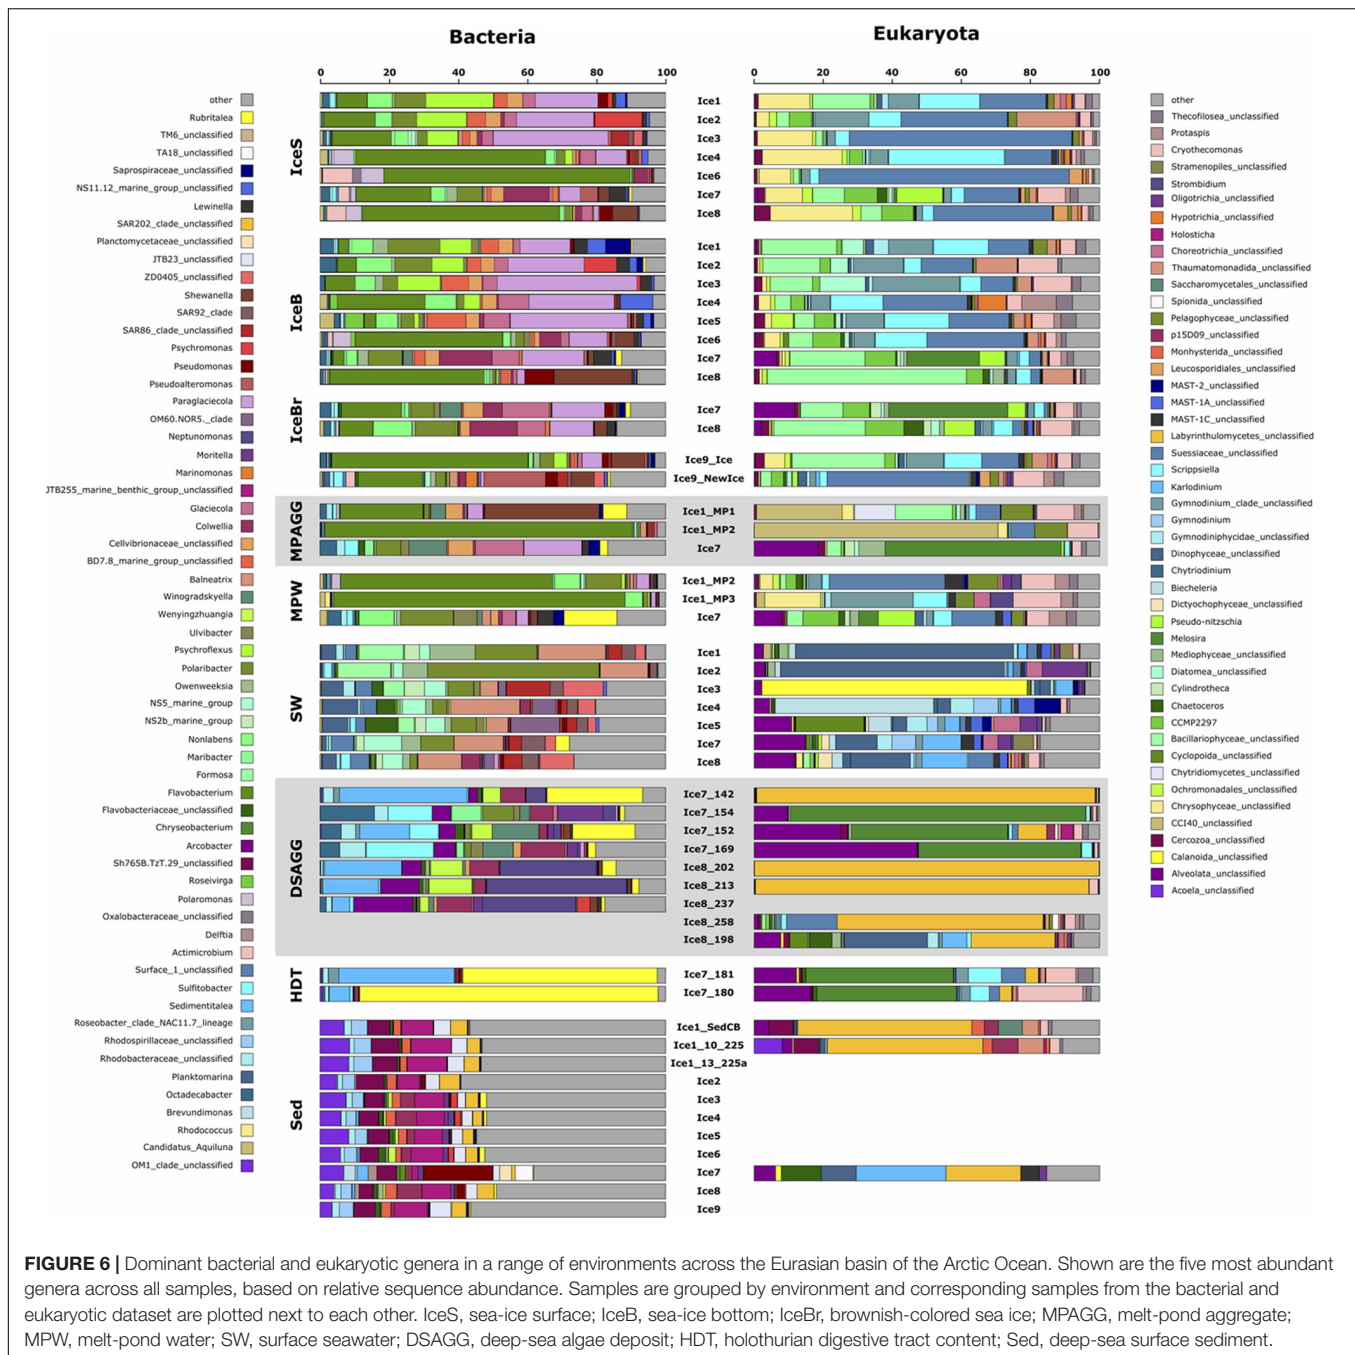 Bacteria
Eukaryota
0 20 40 60 80 100
0 20 40 60 80 100
other
Rubritalea
TM6_unclassified
TA18_unclassified
Saprospiraceae_unclassified
NS11.12_marine_group_unclassified
Lewinella
SAR202_clade_unclassified
Planctomycetaceae_unclassified
JTB23_unclassified
ZD0405_unclassified
Shewanella
SAR92_clade
SAR86_clade_unclassified
Psychromonas
Pseudomonas
Pseudoalteromonas
Paraglaciecola
OM60.NOR5._clade
Neptunomonas
Moritella
Marinomonas
JTB255_marine_benthic_group_unclassified
Glaciecola
Colwellia
Cellvibrionaceae_unclassified
BD7.8_marine_group_unclassified
Balneatrix
Winogradskyella
Wenyingzhuangia
Ulvibacter
Psychroflexus
Polaribacter
Owenweeksia
NS5_marine_group
NS2b_marine_group
Nonlabens
Maribacter
Formosa
Flavobacterium
Flavobacteriaceae_unclassified
Chryseobacterium
Arcobacter
Sh765B.TzT.29_unclassified
Roseivirga
Polaromonas
Oxalobacteraceae_unclassified
Delftia
Actimicrobium
Surface_1_unclassified
Sulfitobacter
Sedimentitalea
Roseobacter_clade_NAC11.7_lineage
Rhodospirillaceae_unclassified
Rhodobacteraceae_unclassified
Planktomarina
Octadecabacter
Brevundimonas
Rhodococcus
Candidatus_Aquiluna
OM1_clade_unclassified
IceS
Ice1
Ice2
Ice3
Ice4
Ice6
Ice7
Ice8
IceB
Ice1
Ice2
Ice3
Ice4
Ice5
Ice6
Ice7
Ice8
IceBr
Ice7
Ice8
Ice9_Ice
Ice9_NewIce
MPAGG
Ice1_MP1
Ice1_MP2
Ice7
MPW
Ice1_MP2
Ice1_MP3
Ice7
SW
Ice1
Ice2
Ice3
Ice4
Ice5
Ice7
Ice8
DSAGG
Ice7_142
Ice7_154
Ice7_152
Ice7_169
Ice8_202
Ice8_213
Ice8_237
Ice8_258
Ice8_198
HDT
Ice7_181
Ice7_180
Sed
Ice1_SedCB
Ice1_10_225
Ice1_13_225a
Ice2
Ice3
Ice4
Ice5
Ice6
Ice7
Ice8
Ice9
other
Thecofilosea_unclassified
Protaspis
Cryothecomonas
Stramenopiles_unclassified
Strombidium
Oligotrichia_unclassified
Hypotrichia_unclassified
Holosticha
Choreotrichia_unclassified
Thaumatomonadida_unclassified
Saccharomycetales_unclassified
Spionida_unclassified
Pelagophyceae_unclassified
p15D09_unclassified
Monhysterida_unclassified
Leucosporidiales_unclassified
MAST-2_unclassified
MAST-1A_unclassified
MAST-1C_unclassified
Labyrinthulomycetes_unclassified
Suessiaceae_unclassified
Scrippsiella
Karlodinium
Gymnodinium_clade_unclassified
Gymnodinium
Gymnodiniphycidae_unclassified
Dinophyceae_unclassified
Chytriodinium
Biecheleria
Dictyochophyceae_unclassified
Pseudo-nitzschia
Melosira
Mediophyceae_unclassified
Diatomea_unclassified
Cylindrotheca
Chaetoceros
CCMP2297
Bacillariophyceae_unclassified
Cyclopoida_unclassified
Chytridiomycetes_unclassified
Ochromonadales_unclassified
Chrysophyceae_unclassified
CCI40_unclassified
Cercozoa_unclassified
Calanoida_unclassified
Alveolata_unclassified
Acoela_unclassified
FIGURE 6 | Dominant bacterial and eukaryotic genera in a range of environments across the Eurasian basin of the Arctic Ocean. Shown are the five most abundant
genera across all samples, based on relative sequence abundance. Samples are grouped by environment and corresponding samples from the bacterial and
eukaryotic dataset are plotted next to each other. IceS, sea-ice surface; IceB, sea-ice bottom; IceBr, brownish-colored sea ice; MPAGG, melt-pond aggregate;
MPW, melt-pond water; SW, surface seawater; DSAGG, deep-sea algae deposit; HDT, holothurian digestive tract content; Sed, deep-sea surface sediment.